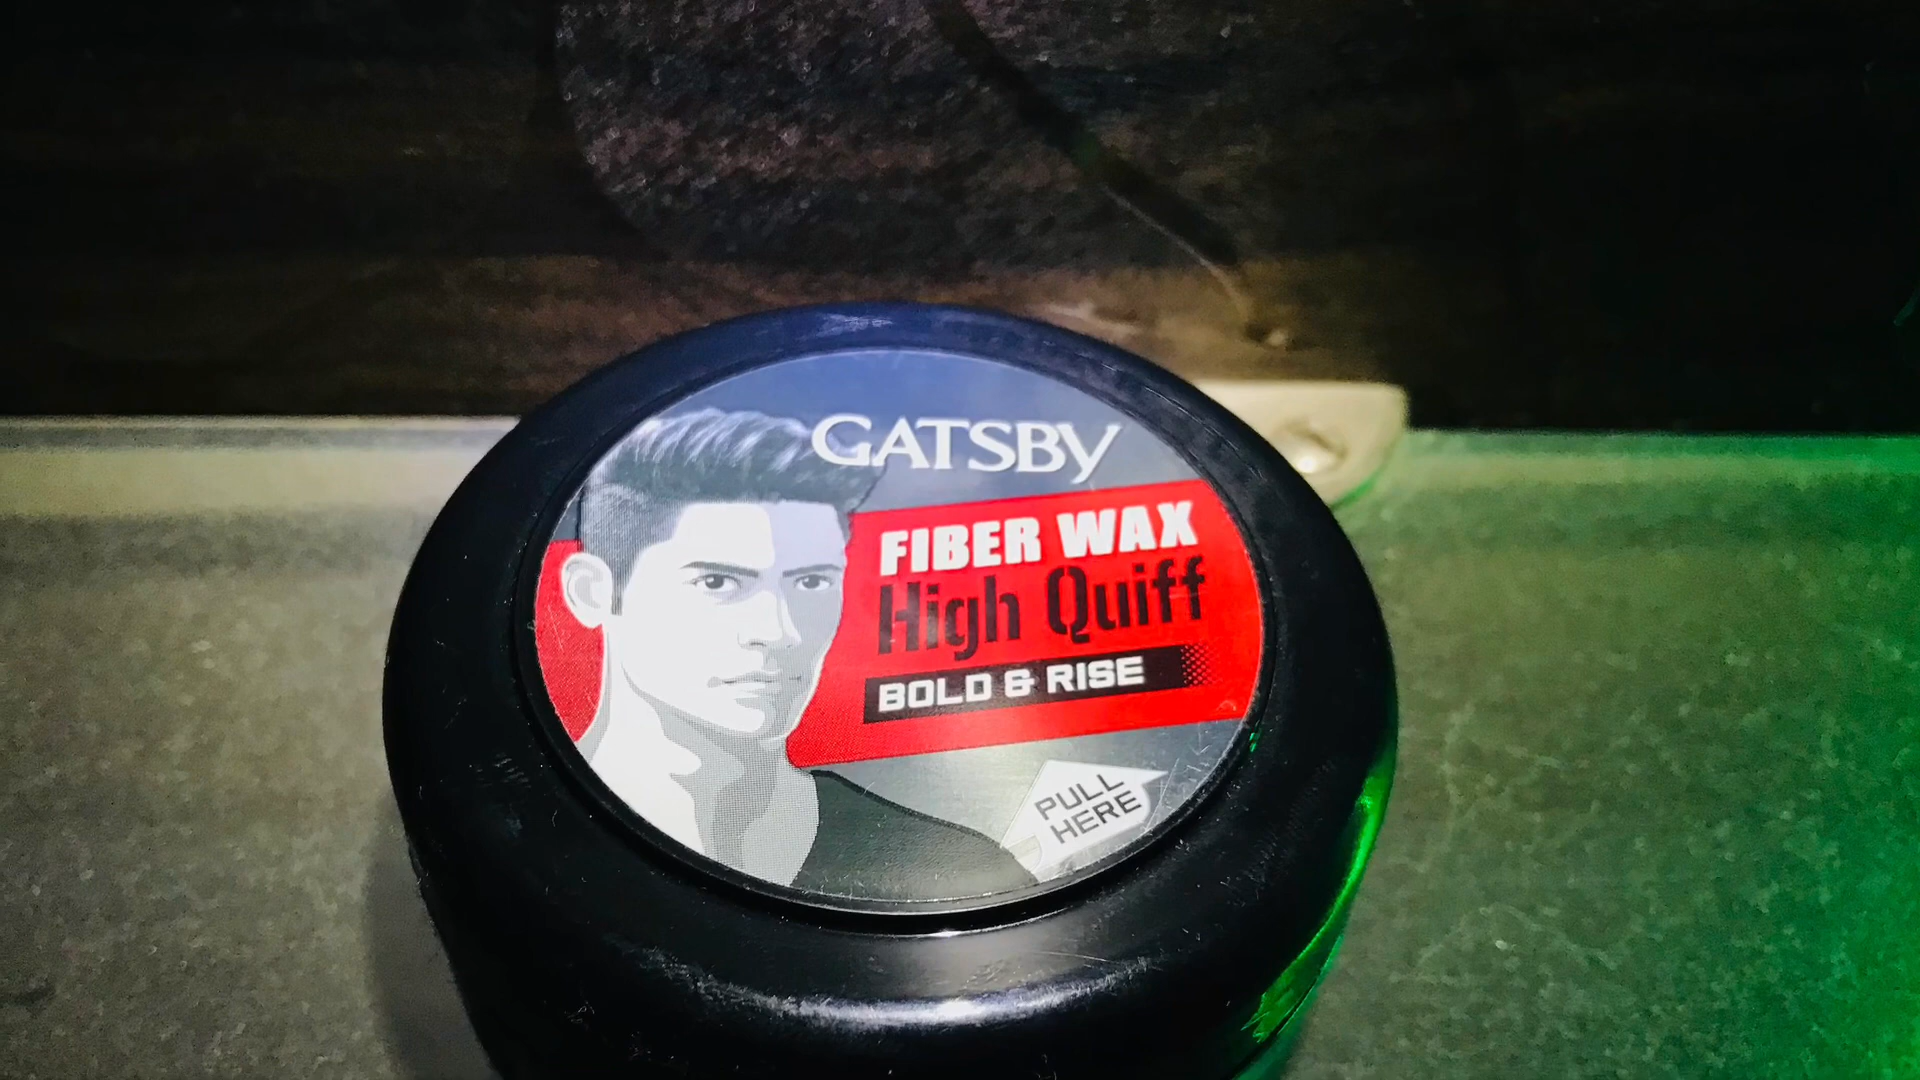 GATSBY
FIBER WAX
High Quiff
BOLD & RISE
PULL
HERE